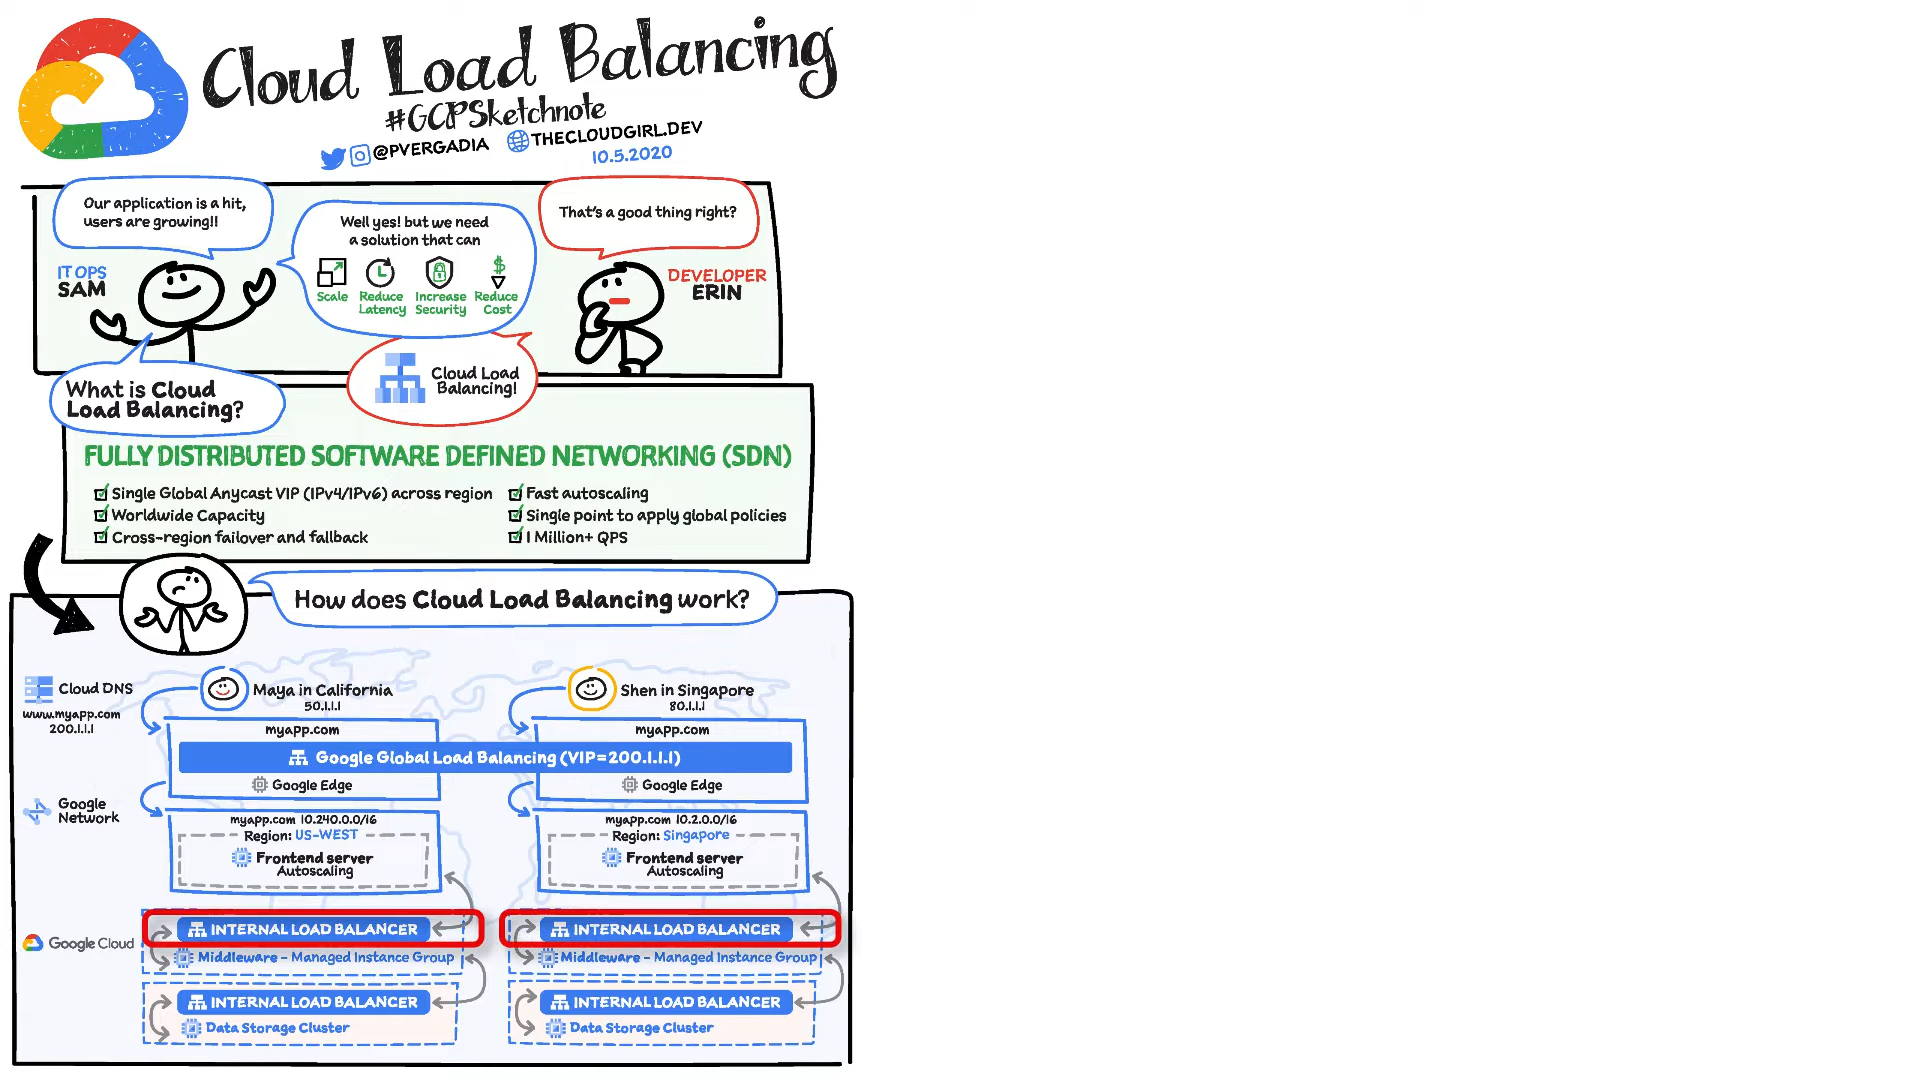 Cloud Load Balancing
#GCPSketchnote
@PVERGADIA THECLOUDGIRL.DEV
10.5.2020
Our application is a hit,
users are growing!!
Well yes! but we need
a solution that can
Scale
Reduce
Latency
Increase
Security
Reduce
Cost
That's a good thing right?
IT OPS
SAM
DEVELOPER
ERIN
Cloud Load
Balancing!
What is Cloud
Load Balancing?
FULLY DISTRIBUTED SOFTWARE DEFINED NETWORKING (SDN)
Single Global Anycast VIP (IPv4/IPv6) across region
Worldwide Capacity
Cross-region failover and fallback
Fast autoscaling
Single point to apply global policies
1 Million+ QPS
How does Cloud Load Balancing work?
Cloud DNS
www.myapp.com
200.1.1.1
Maya in California
50.1.1.1
Shen in Singapore
80.1.1.1
myapp.com
myapp.com
Google Global Load Balancing (VIP=200.1.1.1)
Google Edge
Google Edge
Google
Network
myapp.com 10.240.0.0/16
Region: US-WEST
Frontend server
Autoscaling
myapp.com 10.2.0.0/16
Region: Singapore
Frontend server
Autoscaling
Google Cloud
INTERNAL LOAD BALANCER
Middleware - Managed Instance Group
INTERNAL LOAD BALANCER
Data Storage Cluster
INTERNAL LOAD BALANCER
Middleware - Managed Instance Group
INTERNAL LOAD BALANCER
Data Storage Cluster